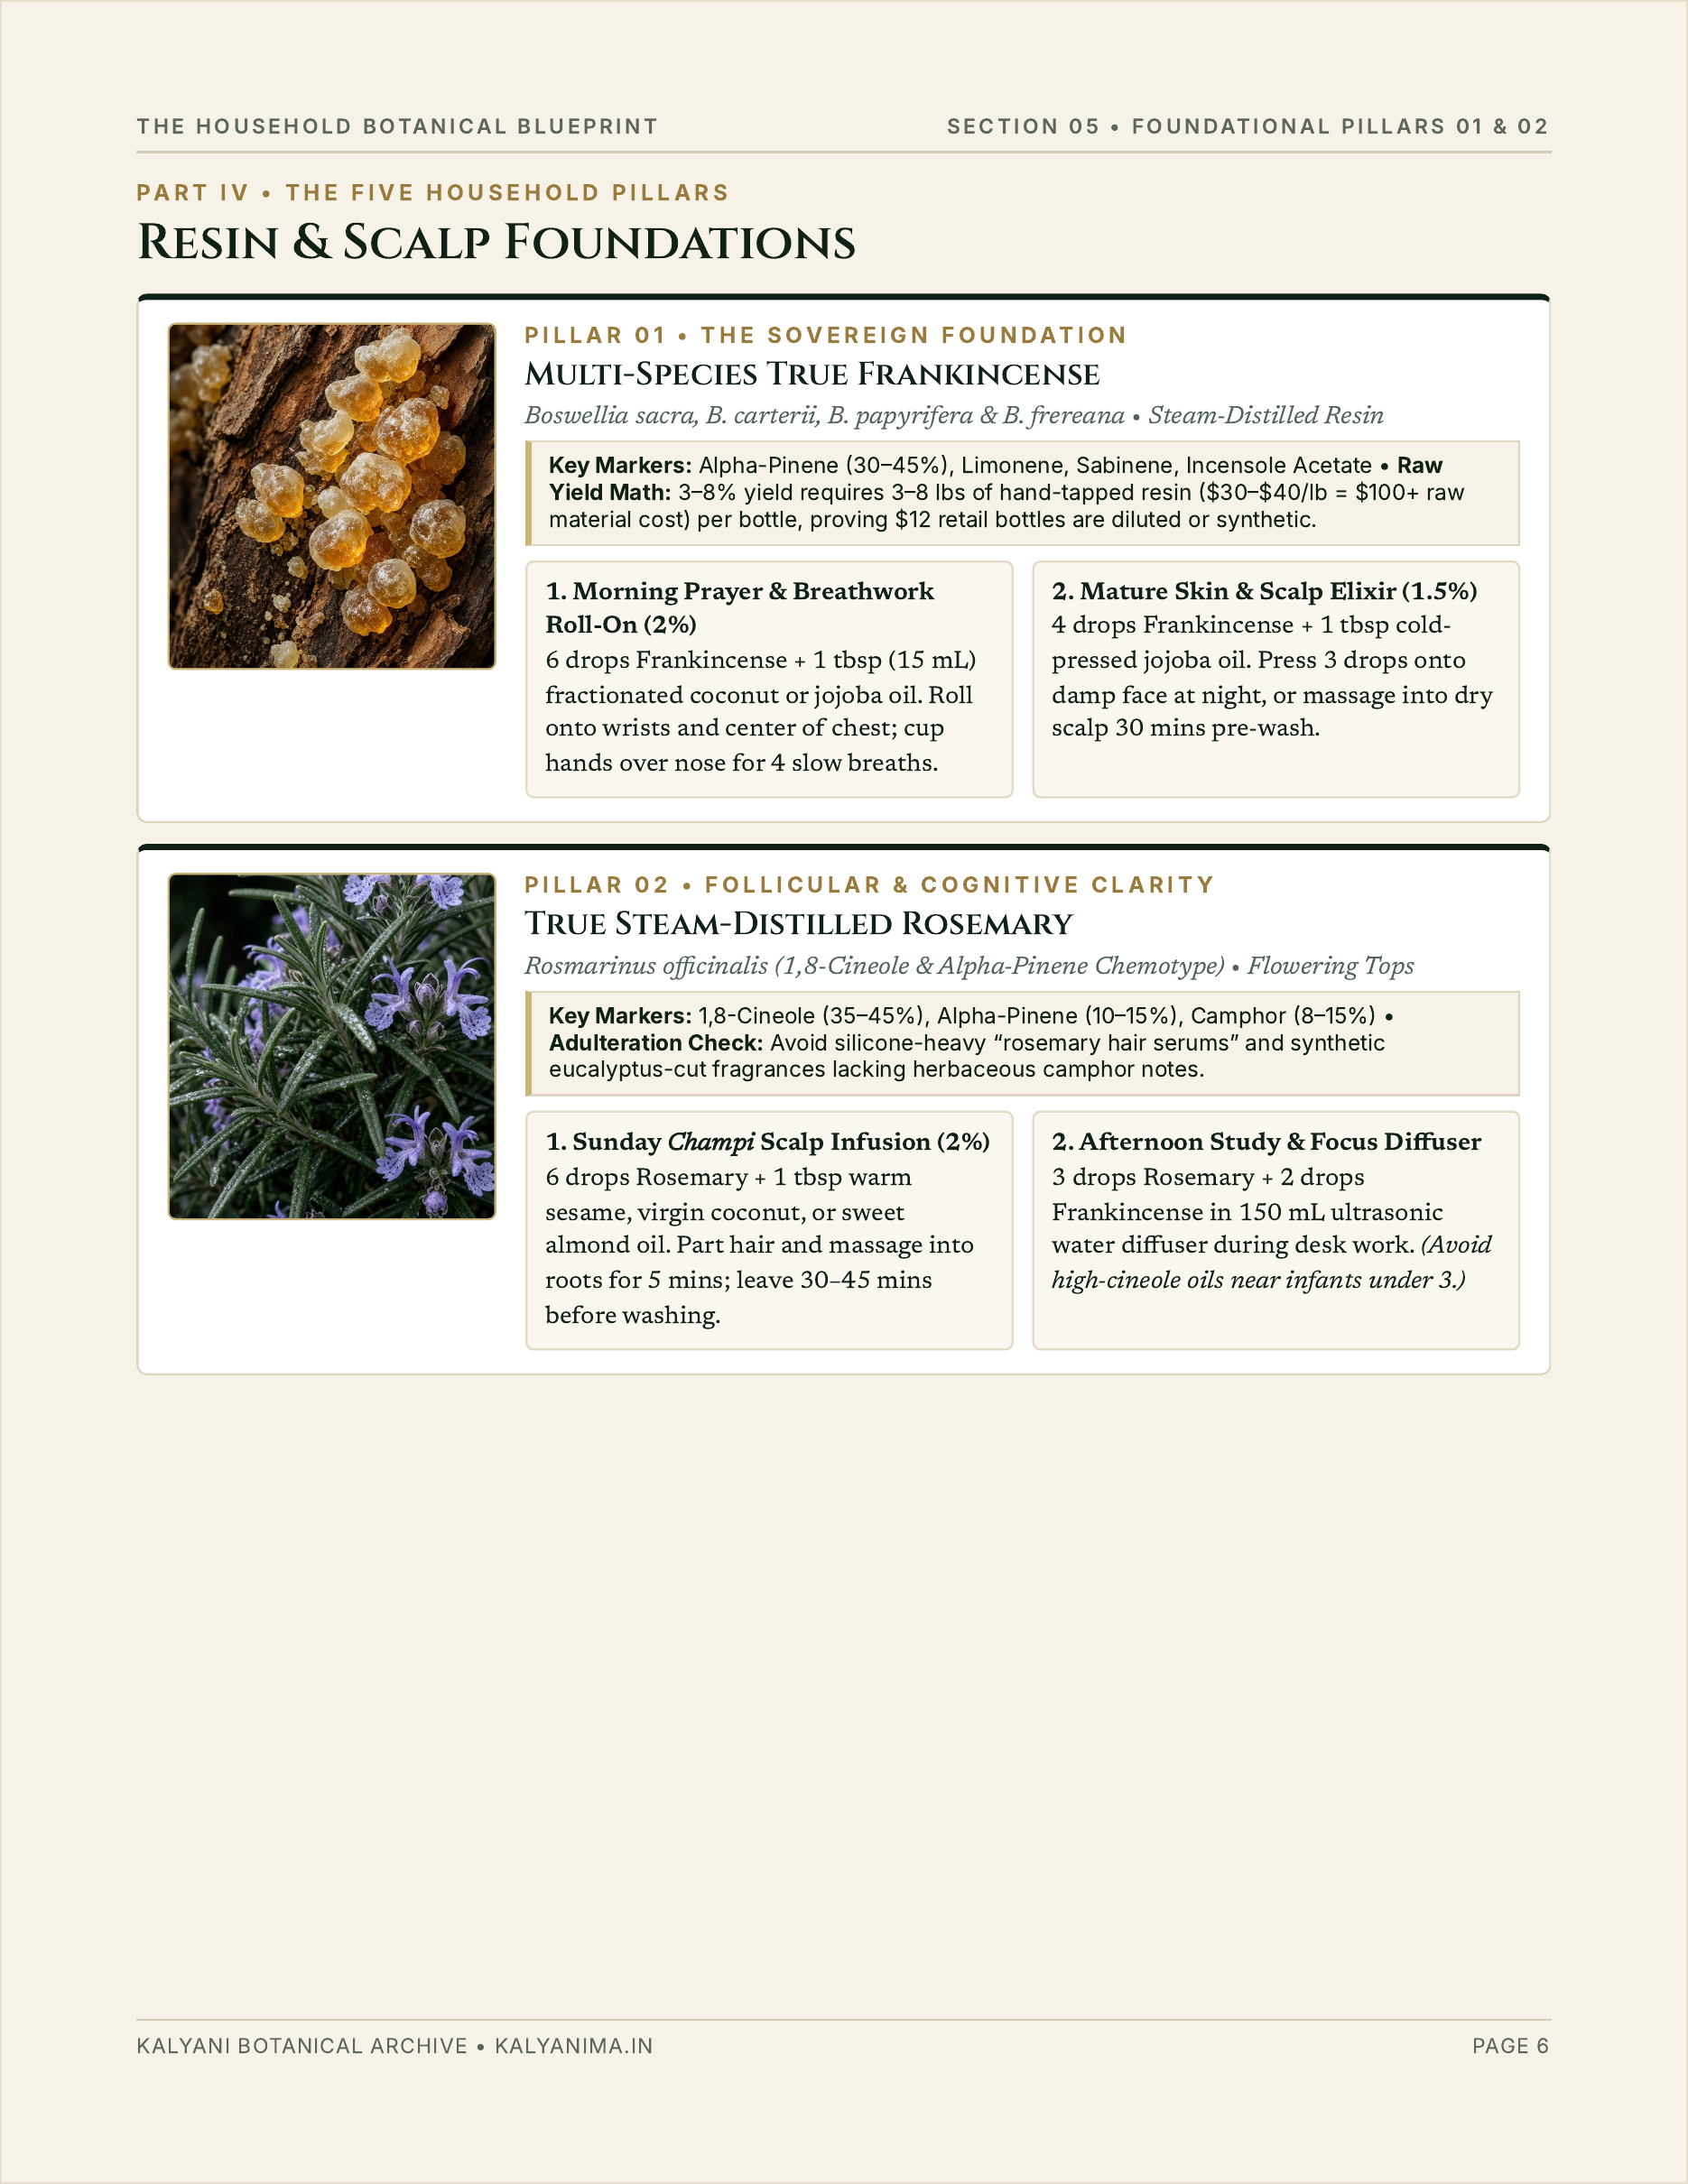 THE HOUSEHOLD BOTANICAL BLUEPRINT
SECTION 05 • FOUNDATIONAL PILLARS 01 & 02
PART IV • THE FIVE HOUSEHOLD PILLARS
RESIN & SCALP FOUNDATIONS
PILLAR 01 • THE SOVEREIGN FOUNDATION
MULTI-SPECIES TRUE FRANKINCENSE
Boswellia sacra, B. carterii, B. papyrifera & B. frereana • Steam-Distilled Resin
Key Markers: Alpha-Pinene (30–45%), Limonene, Sabinene, Incensole Acetate • Raw
Yield Math: 3–8% yield requires 3–8 lbs of hand-tapped resin ($30–$40/lb = $100+ raw
material cost) per bottle, proving $12 retail bottles are diluted or synthetic.
1. Morning Prayer & Breathwork
Roll-On (2%)
6 drops Frankincense + 1 tbsp (15 mL)
fractionated coconut or jojoba oil. Roll
onto wrists and center of chest; cup
hands over nose for 4 slow breaths.
2. Mature Skin & Scalp Elixir (1.5%)
4 drops Frankincense + 1 tbsp cold-
pressed jojoba oil. Press 3 drops onto
damp face at night, or massage into dry
scalp 30 mins pre-wash.
PILLAR 02 • FOLLICULAR & COGNITIVE CLARITY
TRUE STEAM-DISTILLED ROSEMARY
Rosmarinus officinalis (1,8-Cineole & Alpha-Pinene Chemotype) • Flowering Tops
Key Markers: 1,8-Cineole (35–45%), Alpha-Pinene (10–15%), Camphor (8–15%) •
Adulteration Check: Avoid silicone-heavy “rosemary hair serums” and synthetic
eucalyptus-cut fragrances lacking herbaceous camphor notes.
1. Sunday Champi Scalp Infusion (2%)
6 drops Rosemary + 1 tbsp warm
sesame, virgin coconut, or sweet
almond oil. Part hair and massage into
roots for 5 mins; leave 30–45 mins
before washing.
2. Afternoon Study & Focus Diffuser
3 drops Rosemary + 2 drops
Frankincense in 150 mL ultrasonic
water diffuser during desk work. (Avoid
high-cineole oils near infants under 3.)
KALYANI BOTANICAL ARCHIVE • KALYANIMA.IN
PAGE 6